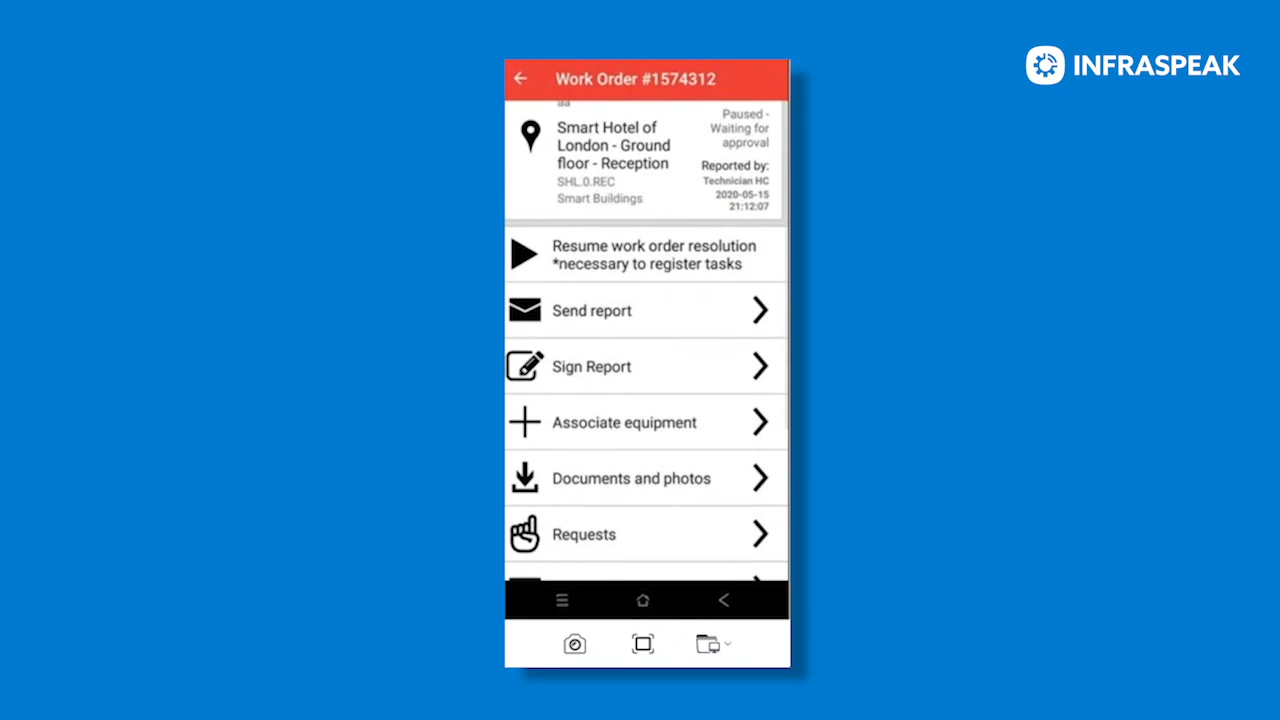 INFRASPEAK
Work Order #1574312
aa
Smart Hotel of
London - Ground
floor - Reception
SHL.0.REC
Smart Buildings
Paused -
Waiting for
approval
Reported by:
Technician HC
2020-05-15
21:12:07
Resume work order resolution
*necessary to register tasks
Send report
Sign Report
Associate equipment
Documents and photos
Requests